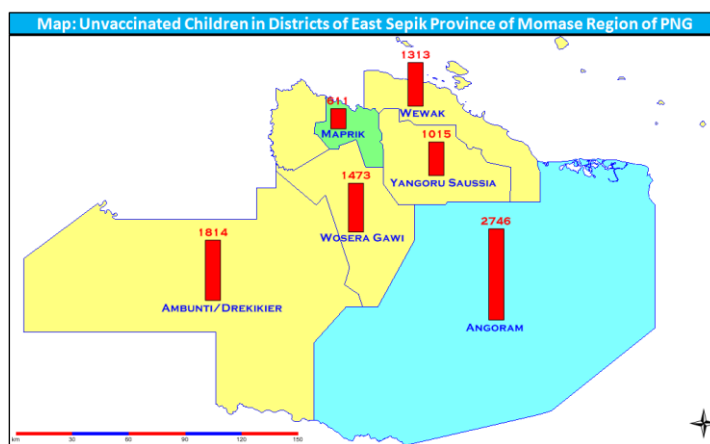 Map: Unvaccinated Children in Districts of East Sepik Province of Momase Region of PNG
1313
Wewak
611
Maprik
1015
Yangoru Saussia
1473
Wosera Gawi
1814
Ambunti/Drekikier
2746
Angoram
km 30 60 90 120 150